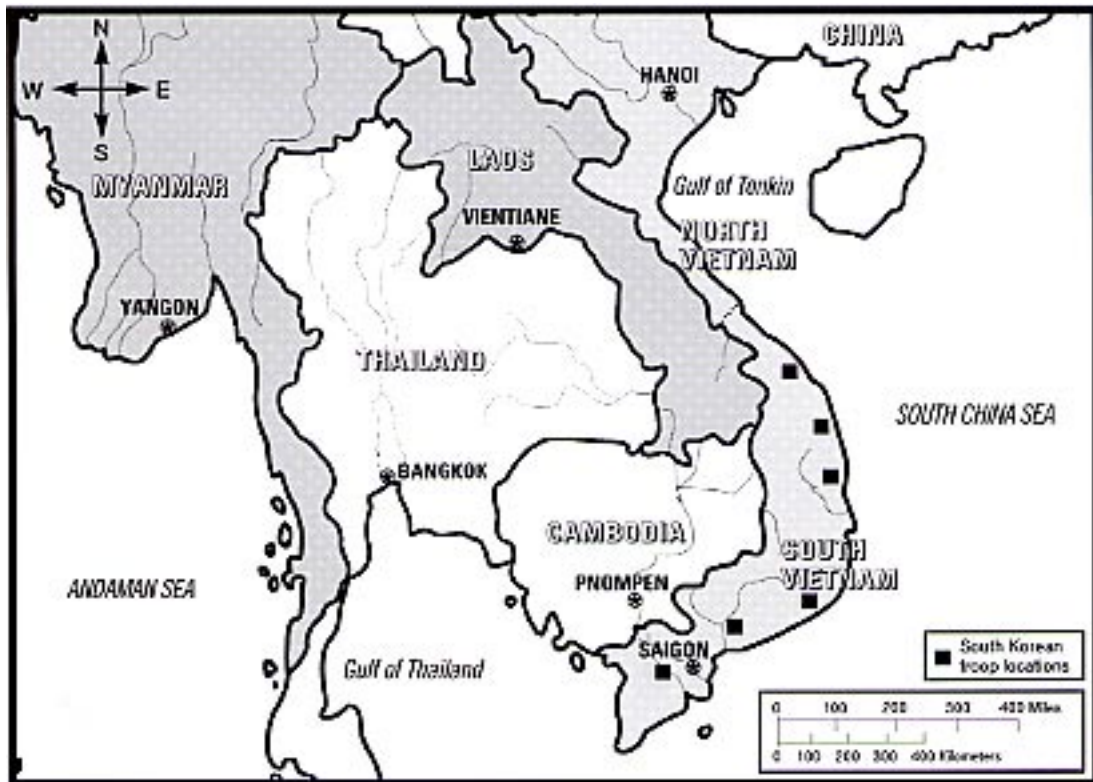 N
CHINA
HANOI
W E
S
LAOS
MYANMAR
Gulf of Tonkin
VIENTIANE
NORTH
VIETNAM
YANGON
THAILAND
SOUTH CHINA SEA
BANGKOK
CAMBODIA
SOUTH
VIETNAM
PNOMPEN
ANDAMAN SEA
SAIGON
Gulf of Thailand
South Korean
troop locations
0 100 200 300 400 Miles
0 100 200 300 400 Kilometers